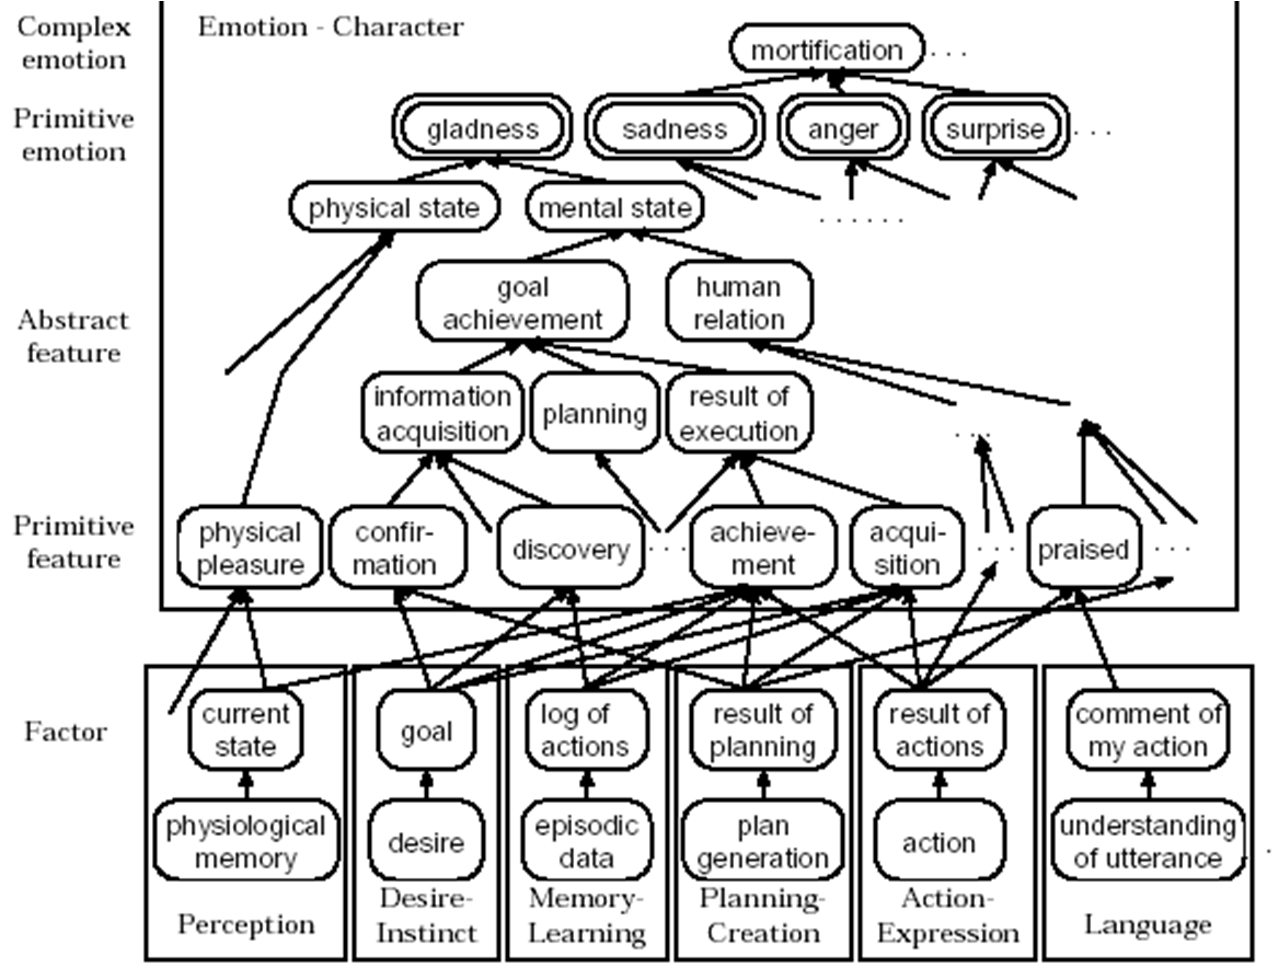 Complex
emotion
Emotion - Character
mortification
. . .
Primitive
emotion
gladness
sadness
anger
surprise
. . .
physical state
mental state
. . . . . .
Abstract
feature
goal
achievement
human
relation
information
acquisition
planning
result of
execution
. . .
Primitive
feature
physical
pleasure
confir-
mation
discovery
. . .
achieve-
ment
acqui-
sition
. . .
praised
. . .
Factor
current
state
goal
log of
actions
result of
planning
result of
actions
comment of
my action
physiological
memory
desire
episodic
data
plan
generation
action
understanding
of utterance
.
Perception
Desire-
Instinct
Memory-
Learning
Planning-
Creation
Action-
Expression
Language